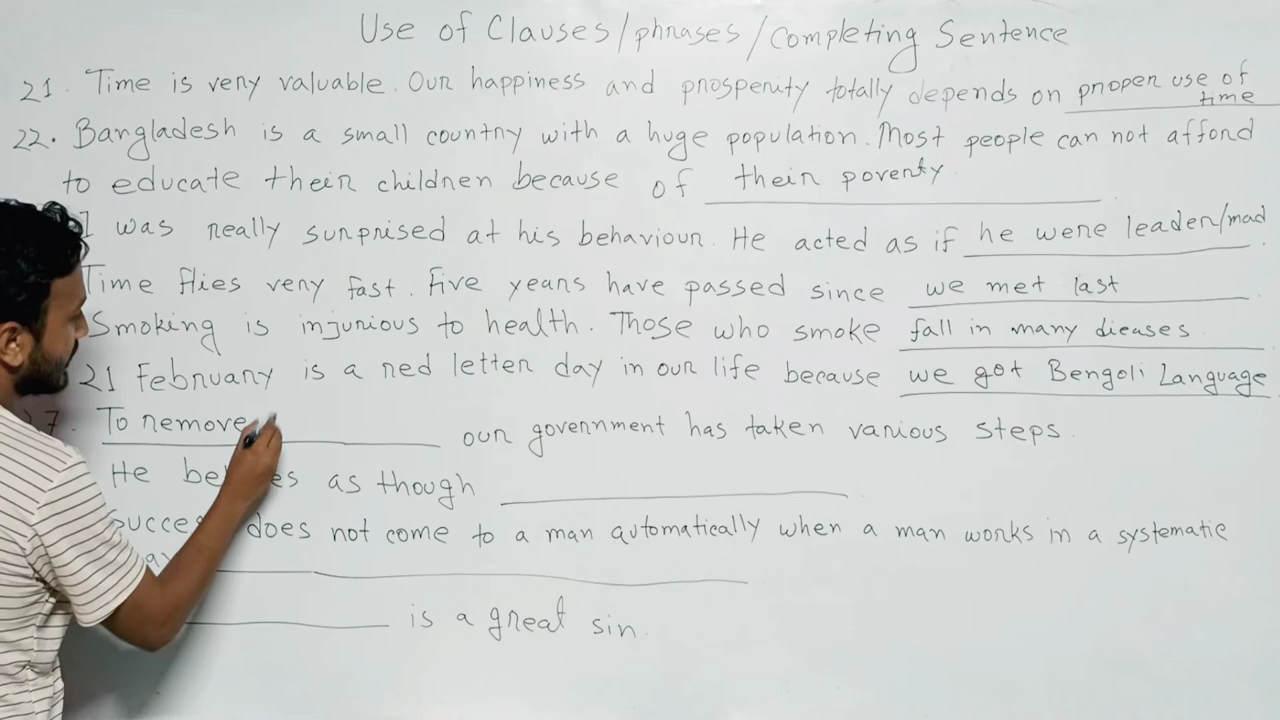 Use of Clauses/phrases/Completing Sentence
21. Time is very valuable. Our happiness and prosperity totally depends on proper use of
time
22. Bangladesh is a small country with a huge population. Most people can not afford
to educate their children because of their poverty
I was really surprised at his behaviour. He acted as if he were leader/mad.
Time flies very fast. Five years have passed since we met last
Smoking is injurious to health. Those who smoke fall in many dieases
21 February is a red letter day in our life because we got Bengoli Language
27. To remove our government has taken various steps.
He as though
does not come to a man automatically when a man works in a systematic
is a great sin.